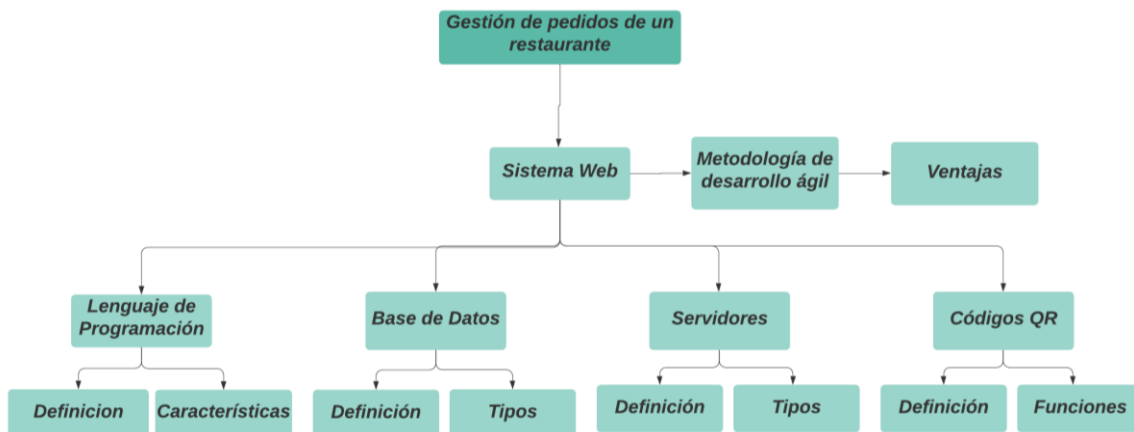 Gestión de pedidos de un
restaurante
Sistema Web
Metodología de
desarrollo ágil
Ventajas
Lenguaje de
Programación
Base de Datos
Servidores
Códigos QR
Definicion
Característícas
Definición
Tipos
Definición
Tipos
Definición
Funciones